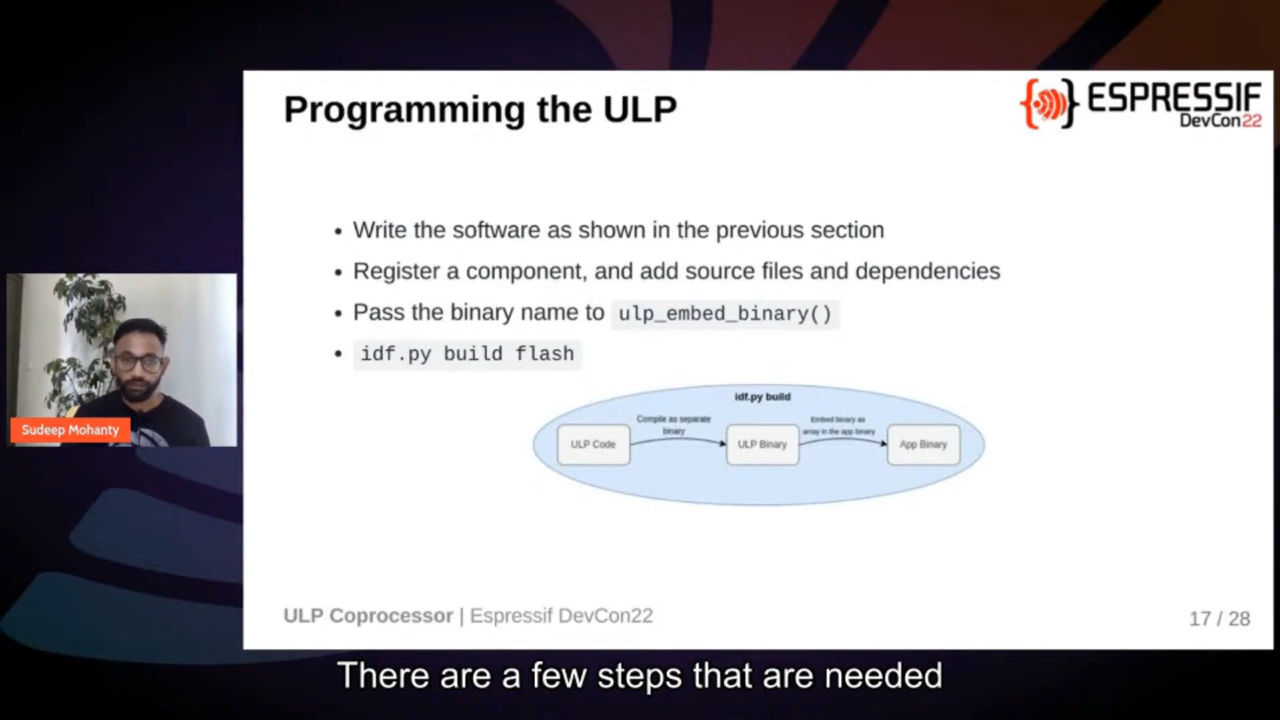 Programming the ULP
ESPRESSIF
DevCon22
• Write the software as shown in the previous section
• Register a component, and add source files and dependencies
• Pass the binary name to ulp_embed_binary()
• idf.py build flash
idf.py build
Compile as separate
binary
Embed binary as
array in the app binary
ULP Code
ULP Binary
App Binary
Sudeep Mohanty
ULP Coprocessor | Espressif DevCon22
17 / 28
There are a few steps that are needed